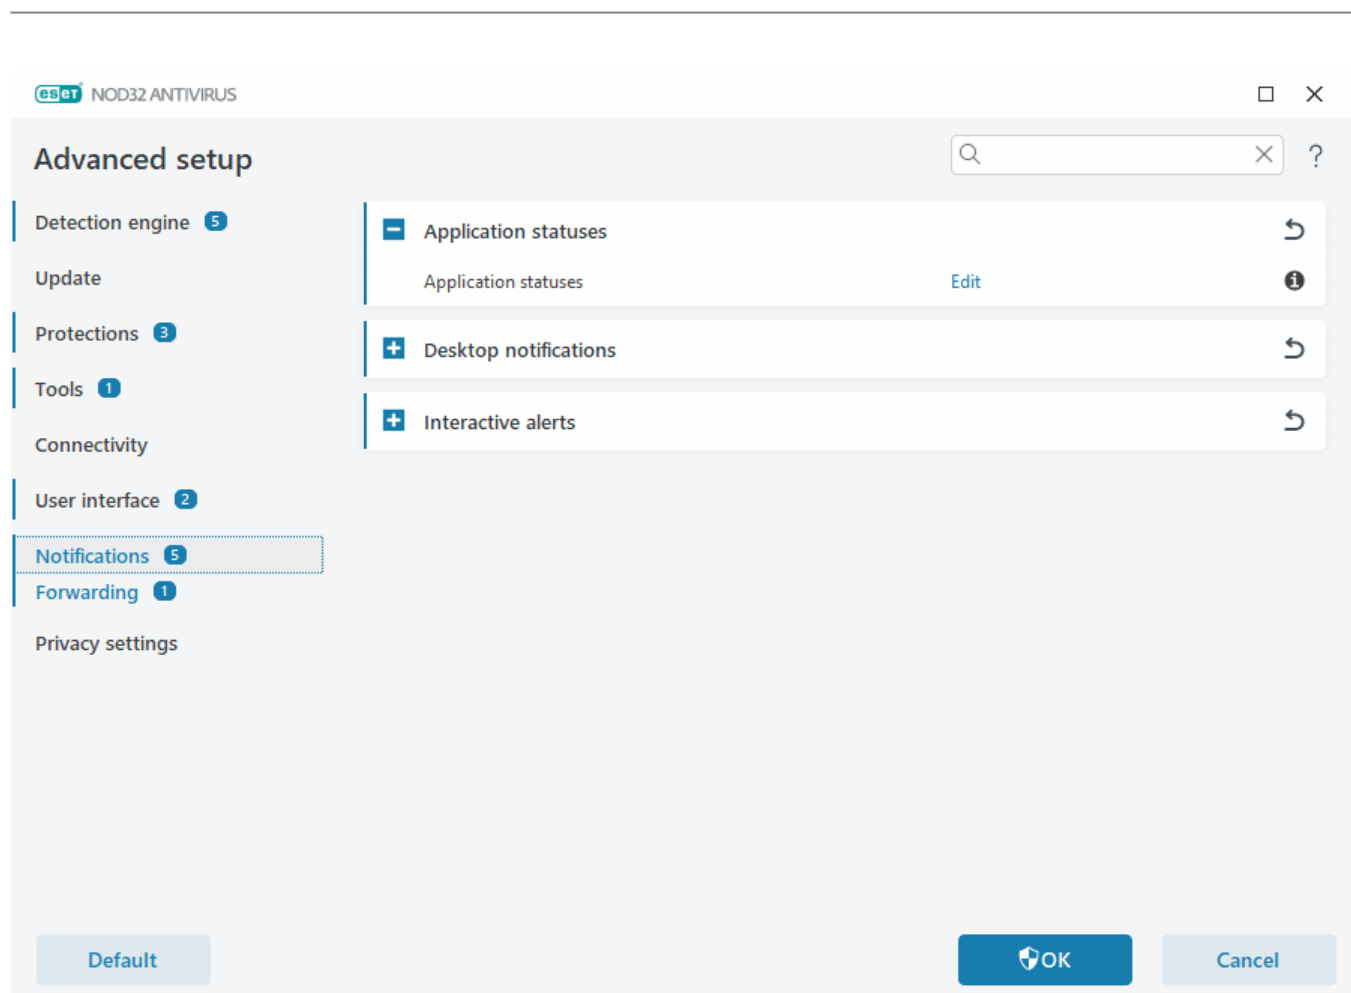 eseT NOD32 ANTIVIRUS
Advanced setup
?
Detection engine 5
Update
Protections 3
Tools 1
Connectivity
User interface 2
Notifications 5
Forwarding 1
Privacy settings
Application statuses
Application statuses Edit
Desktop notifications
Interactive alerts
Default OK Cancel